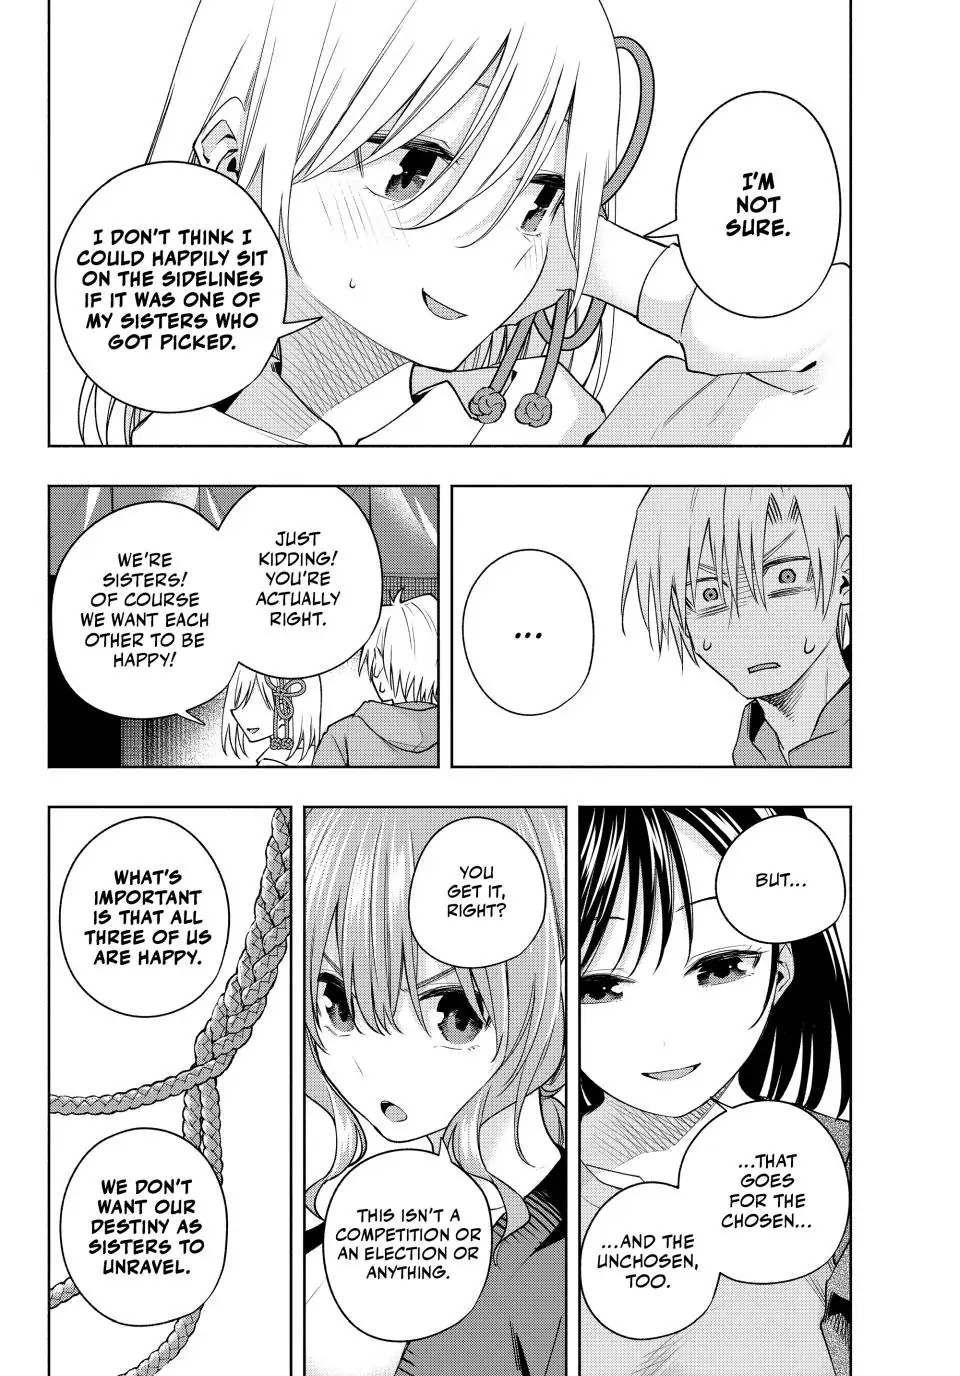 I'M
NOT
SURE.
I DON'T THINK I
COULD HAPPILY SIT
ON THE SIDELINES
IF IT WAS ONE OF
MY SISTERS WHO
GOT PICKED.
...
JUST
KIDDING!
YOU'RE
ACTUALLY
RIGHT.
WE'RE
SISTERS!
OF COURSE
WE WANT EACH
OTHER TO BE
HAPPY!
BUT...
...THAT
GOES
FOR THE
CHOSEN...
...AND THE
UNCHOSEN,
TOO.
YOU
GET IT,
RIGHT?
THIS ISN'T A
COMPETITION
OR AN ELECTION OR
ANYTHING.
WHAT'S
IMPORTANT
IS THAT ALL
THREE OF US
ARE HAPPY.
WE DON'T
WANT OUR
DESTINY AS
SISTERS TO
UNRAVEL.